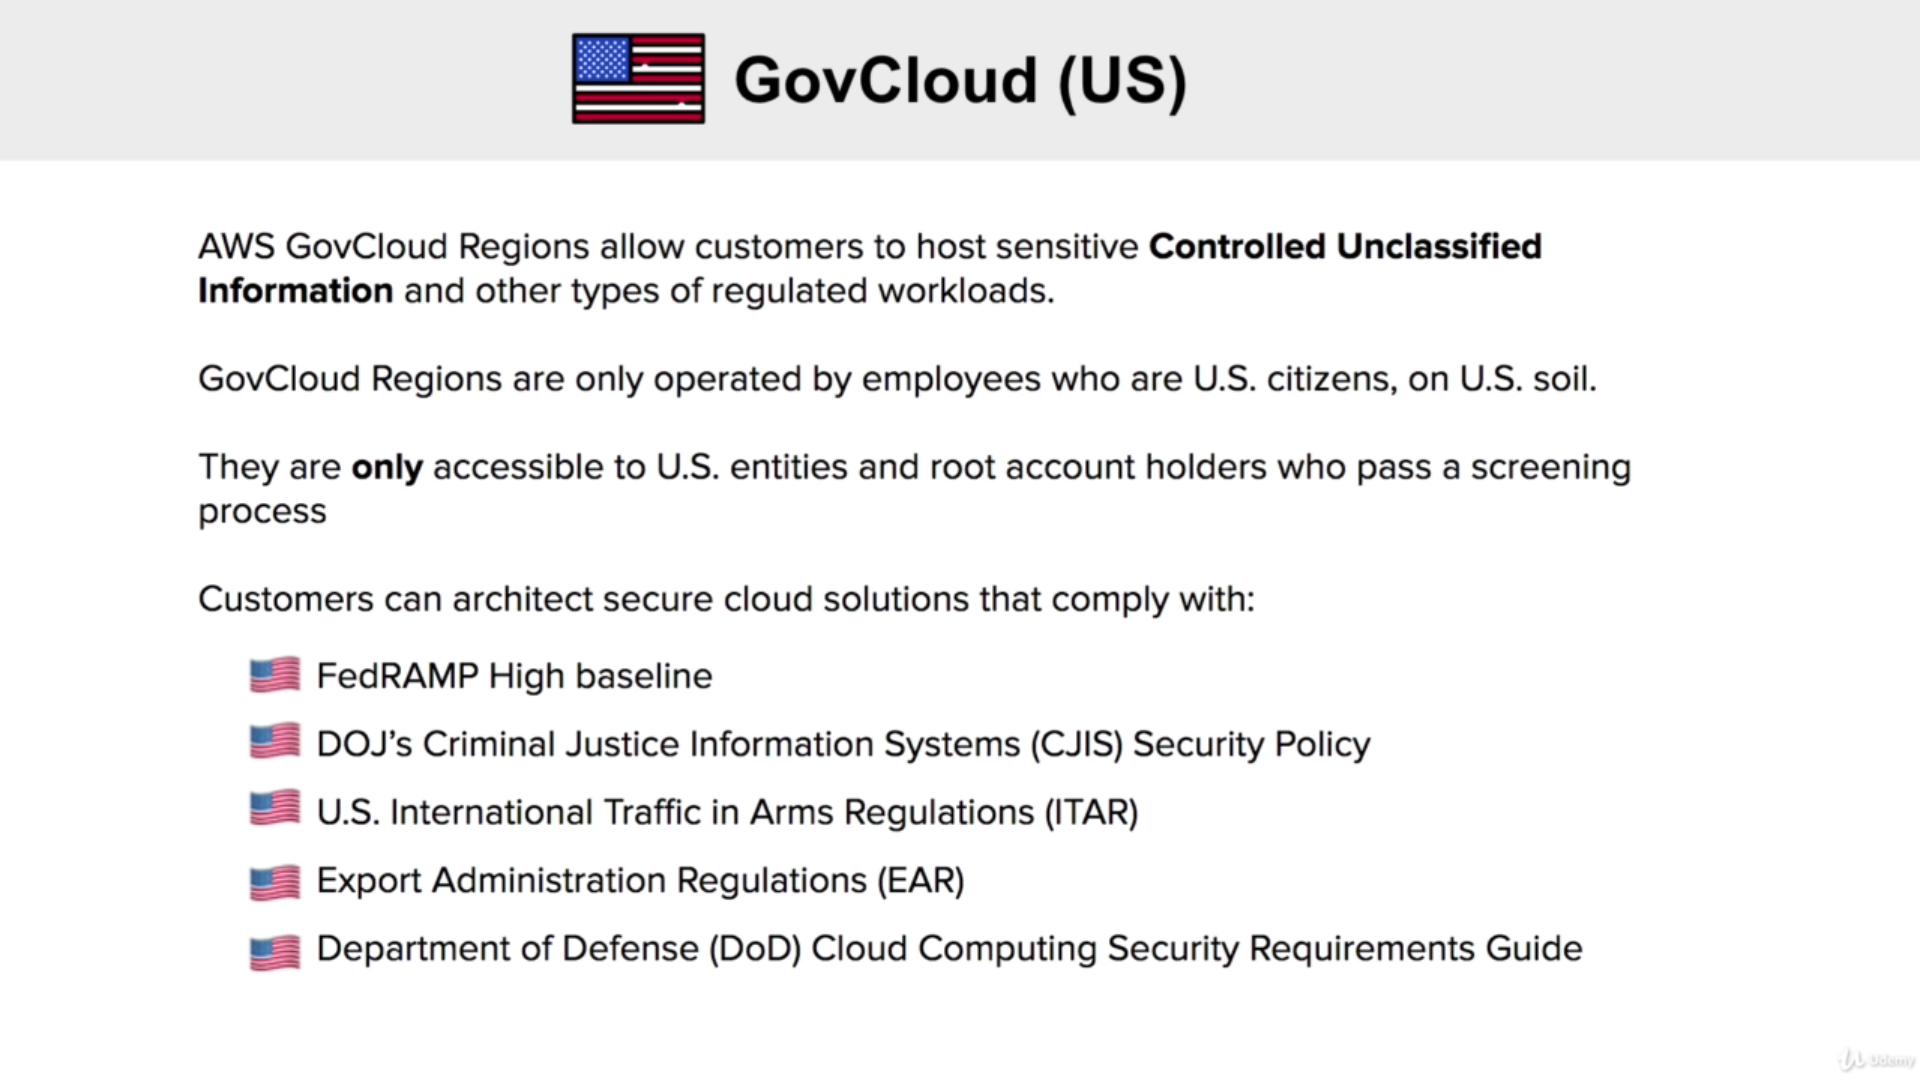 GovCloud (US)
AWS GovCloud Regions allow customers to host sensitive Controlled Unclassified
Information and other types of regulated workloads.
GovCloud Regions are only operated by employees who are U.S. citizens, on U.S. soil.
They are only accessible to U.S. entities and root account holders who pass a screening
process
Customers can architect secure cloud solutions that comply with:
FedRAMP High baseline
DOJ’s Criminal Justice Information Systems (CJIS) Security Policy
U.S. International Traffic in Arms Regulations (ITAR)
Export Administration Regulations (EAR)
Department of Defense (DoD) Cloud Computing Security Requirements Guide
Udemy